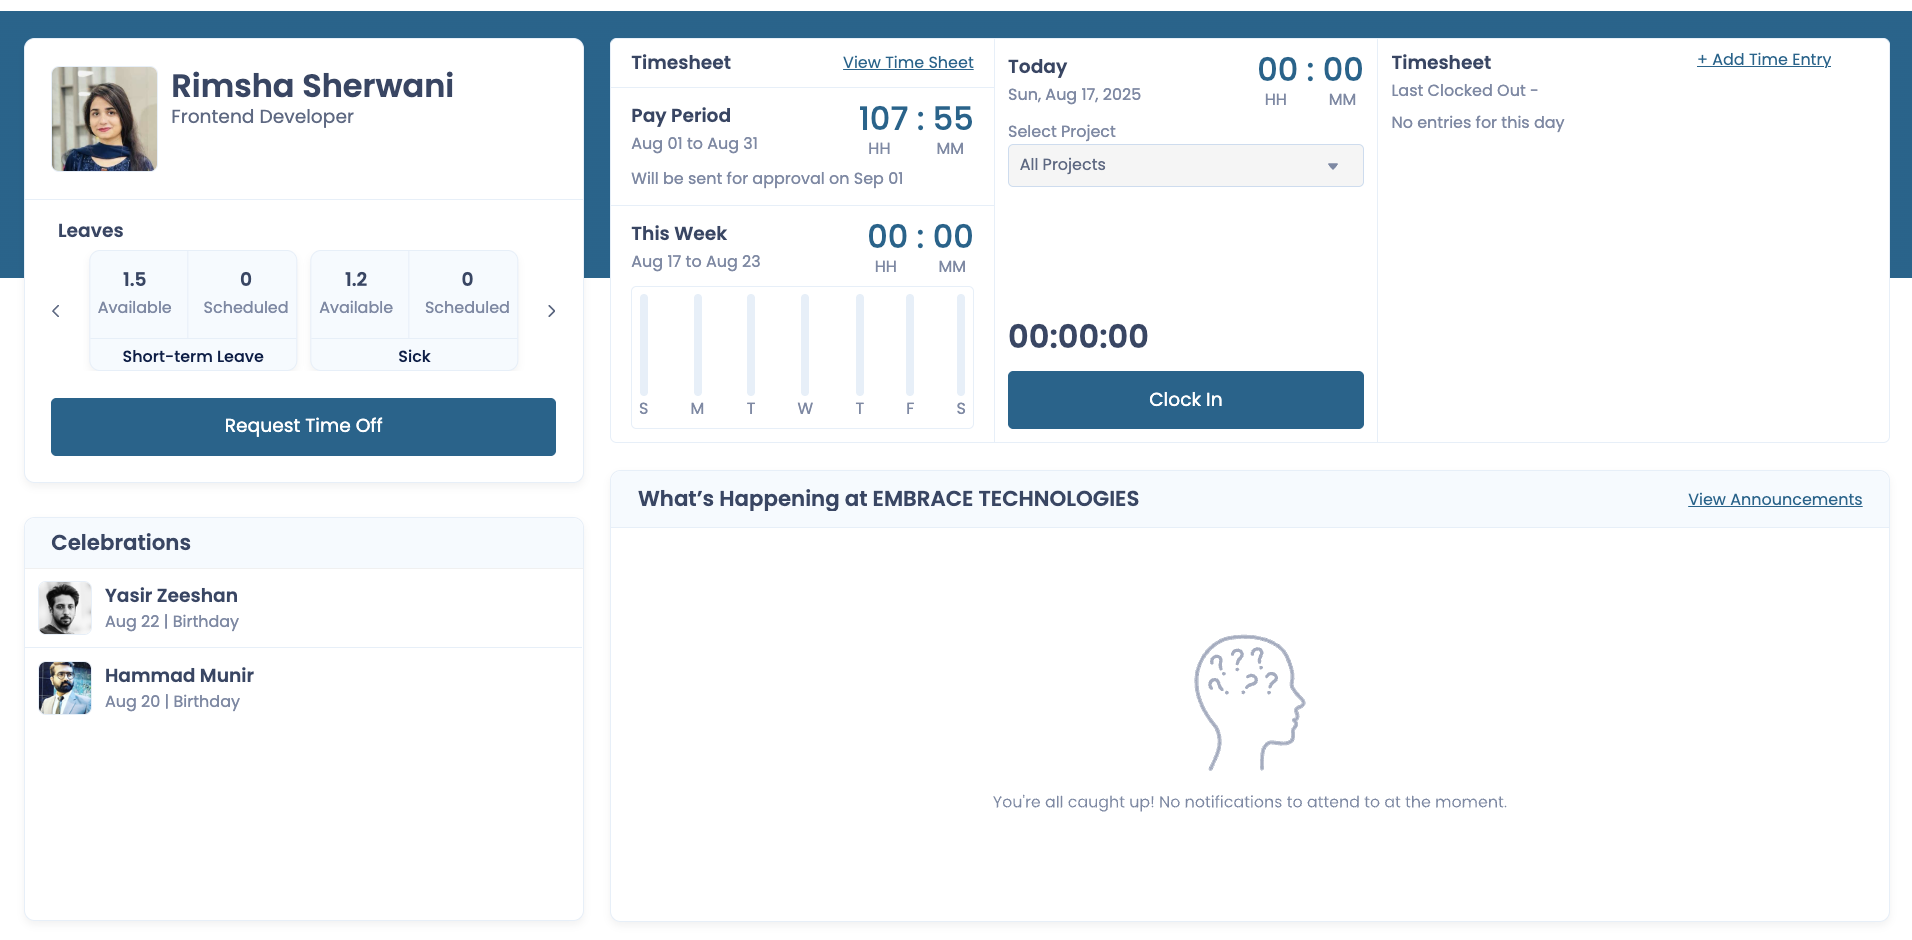 Rimsha Sherwani
Frontend Developer
Leaves
1.5
Available
0
Scheduled
Short-term Leave
1.2
Available
0
Scheduled
Sick
Request Time Off
Celebrations
Yasir Zeeshan
Aug 22 | Birthday
Hammad Munir
Aug 20 | Birthday
Timesheet
View Time Sheet
Pay Period
Aug 01 to Aug 31
107 : 55
HH MM
Will be sent for approval on Sep 01
This Week
Aug 17 to Aug 23
00 : 00
HH MM
S M T W T F S
Today
Sun, Aug 17, 2025
00 : 00
HH MM
Select Project
All Projects
00:00:00
Clock In
Timesheet
+ Add Time Entry
Last Clocked Out -
No entries for this day
What’s Happening at EMBRACE TECHNOLOGIES
View Announcements
? ? ?
? ? ?
You're all caught up! No notifications to attend to at the moment.